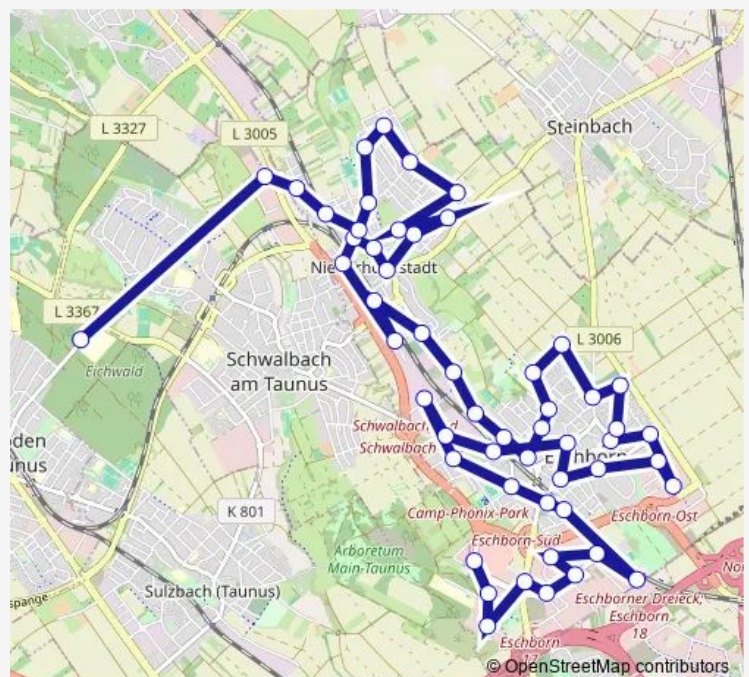 L 3327
L 3005
Steinbach
L 3367
Eichwald
L 3006
Schwalbach
am Taunus
Schwalbach
K 801
Camp-Phönix-Park
Eschborn-Ost
Eschborn-Süd
Arboretum
Main-Taunus
Sulzbach (Taunus)
Eschborner Dreieck,
Eschborn
18
Eschborn
© OpenStreetMap contributors